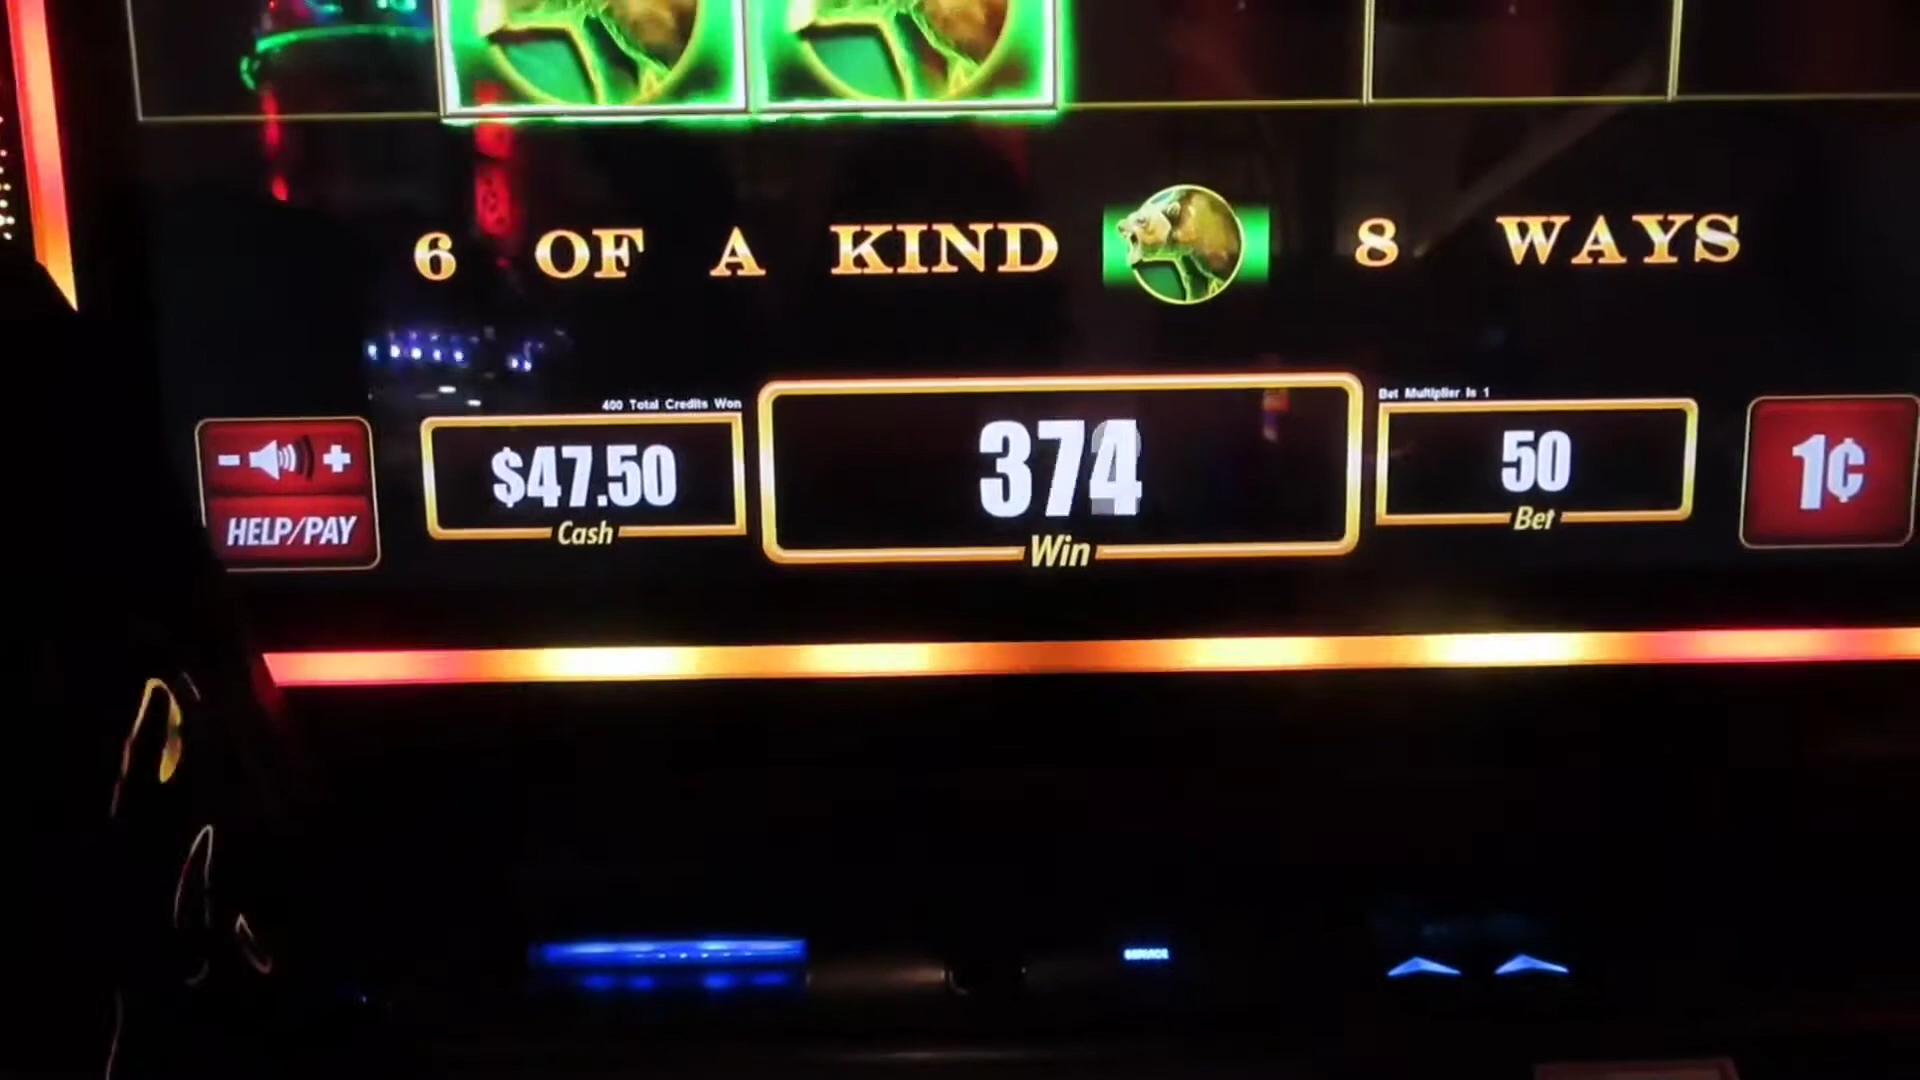 6 OF A KIND 8 WAYS
400 Total Credits Won
Bet Multiplier Is 1
- +
HELP/PAY
$47.50
Cash
374
Win
50
Bet
1¢
SERVICE